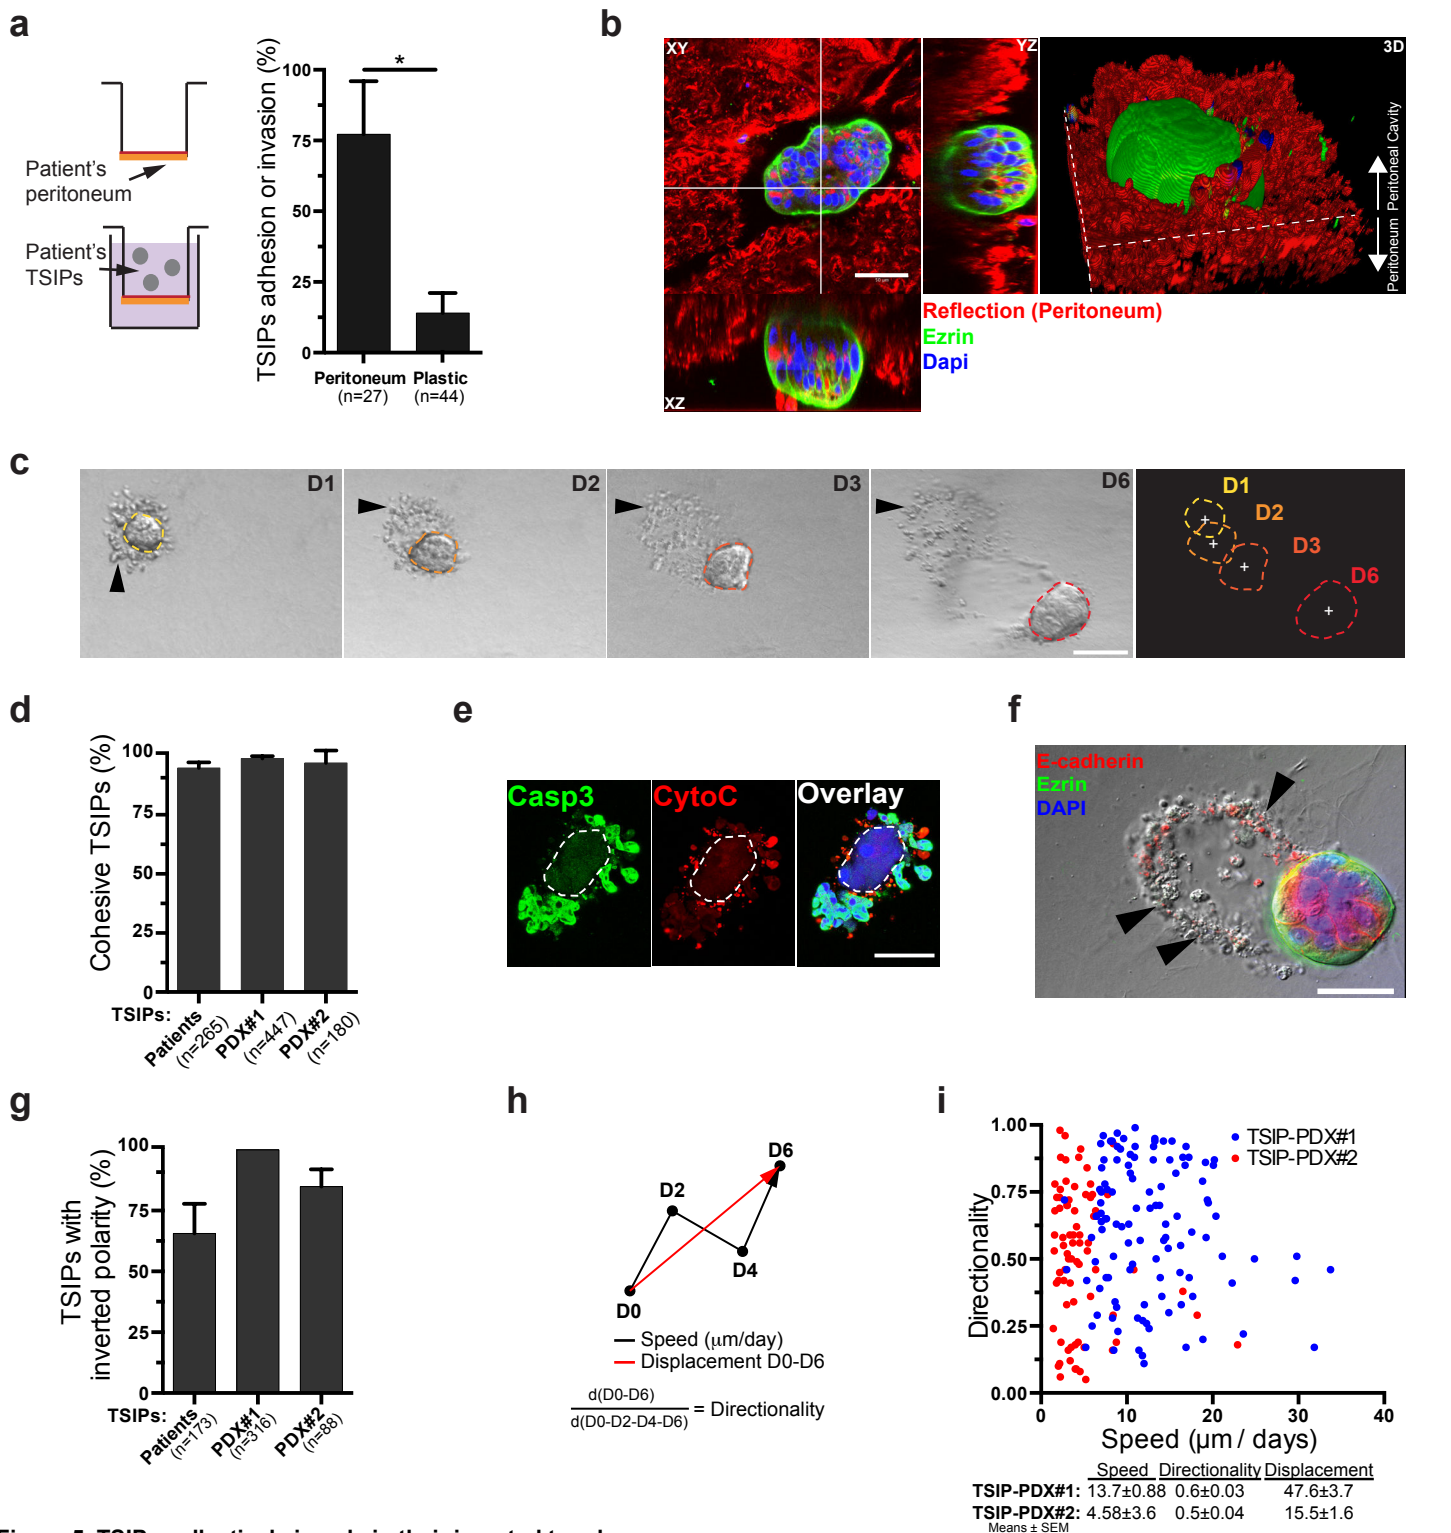 a
Patient's
peritoneum
Patient's
TSIPs
TSIPs adhesion or invasion (%)
100
75
50
25
0
*
Peritoneum Plastic
(n=27) (n=44)
b
XY
YZ
3D
XZ
Peritoneum Peritoneal Cavity
Reflection (Peritoneum)
Ezrin
Dapi
c
D1
D2
D3
D6
D1
D2
D3
D6
d
Cohesive TSIPs (%)
100
75
50
25
0
TSIPs:
Patients
(n=265)
PDX#1
(n=447)
PDX#2
(n=180)
e
Casp3
CytoC
Overlay
f
E-cadherin
Ezrin
DAPI
g
TSIPs with
inverted polarity (%)
100
75
50
25
0
TSIPs:
Patients
(n=173)
PDX#1
(n=316)
PDX#2
(n=88)
h
D6
D2
D4
D0
Speed (µm/day)
Displacement D0-D6
d(D0-D6)
d(D0-D2-D4-D6)
= Directionality
i
Directionality
1.00
0.75
0.50
0.25
0.00
TSIP-PDX#1
TSIP-PDX#2
0 10 20 30 40
Speed (µm / days)
Speed Directionality Displacement
TSIP-PDX#1: 13.7±0.88 0.6±0.03 47.6±3.7
TSIP-PDX#2: 4.58±3.6 0.5±0.04 15.5±1.6
Means ± SEM